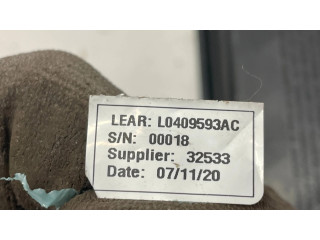 LEAR: L0409593AC
S/N: 00018
Supplier: 32533
Date: 07/11/20